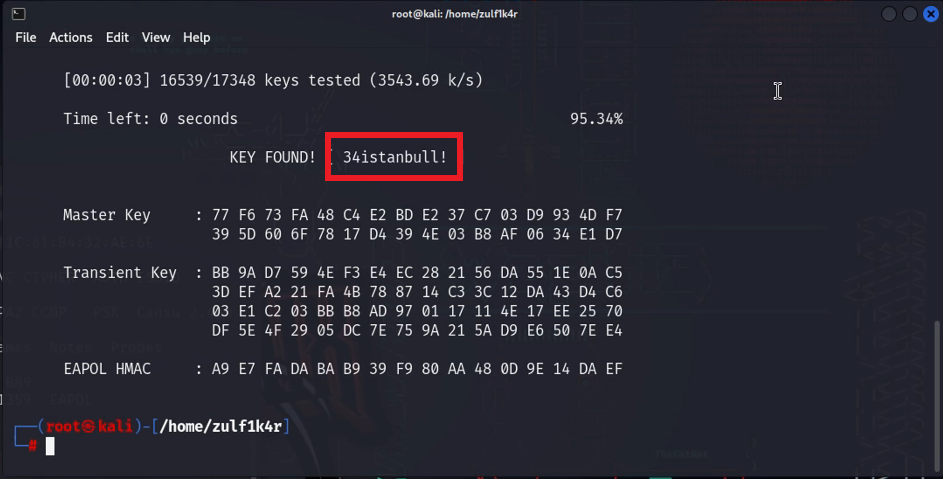 root@kali: /home/zulf1k4r
File Actions Edit View Help
[00:00:03] 16539/17348 keys tested (3543.69 k/s)
Time left: 0 seconds 95.34%
KEY FOUND! [ 34istanbull!
Master Key : 77 F6 73 FA 48 C4 E2 BD E2 37 C7 03 D9 93 4D F7
39 5D 60 6F 78 17 D4 39 4E 03 B8 AF 06 34 E1 D7
Transient Key : BB 9A D7 59 4E F3 E4 EC 28 21 56 DA 55 1E 0A C5
3D EF A2 21 FA 4B 78 87 14 C3 3C 12 DA 43 D4 C6
03 E1 C2 03 BB B8 AD 97 01 17 11 4E 17 EE 25 70
DF 5E 4F 29 05 DC 7E 75 9A 21 5A D9 E6 50 7E E4
EAPOL HMAC : A9 E7 FA DA BA B9 39 F9 80 AA 48 0D 9E 14 DA EF
┌──(root㉿kali)-[/home/zulf1k4r]
└─#